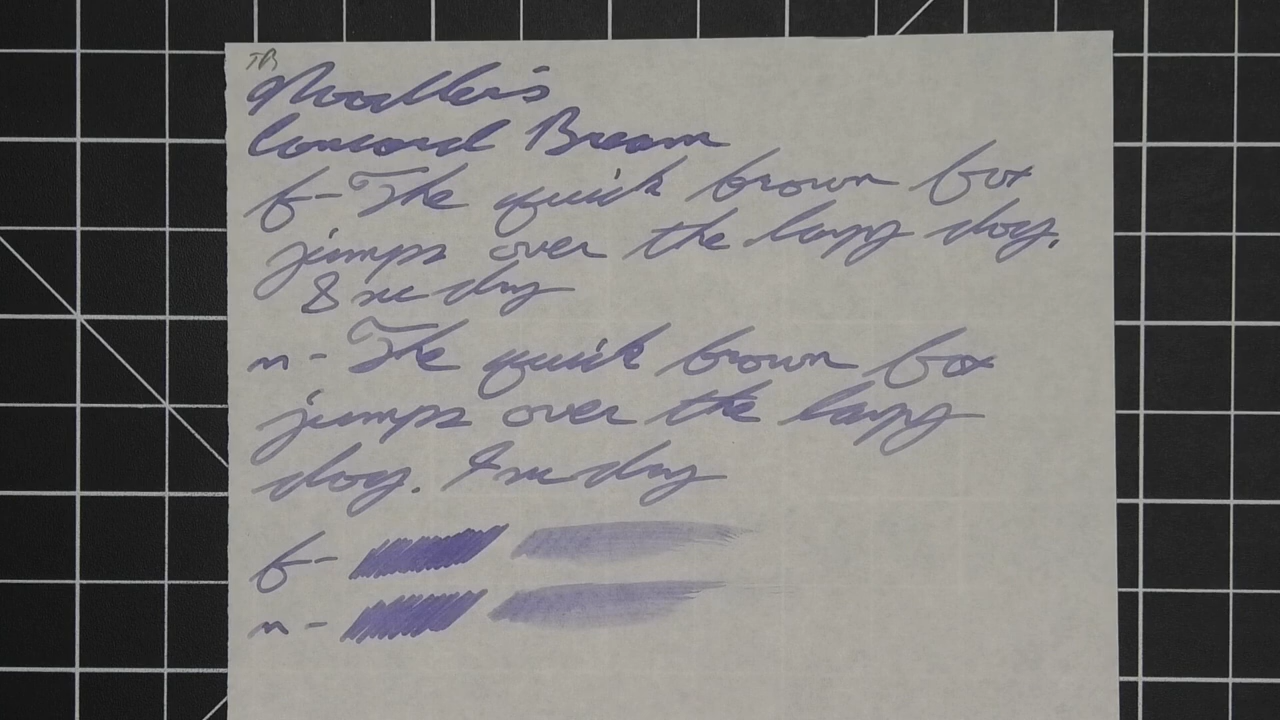 TR
Noodler's
Concord Bream
f - The quick brown fox
jumps over the lazy dog.
8 sec dry
m - The quick brown fox
jumps over the lazy
dog. 9 sec dry
f -
m -